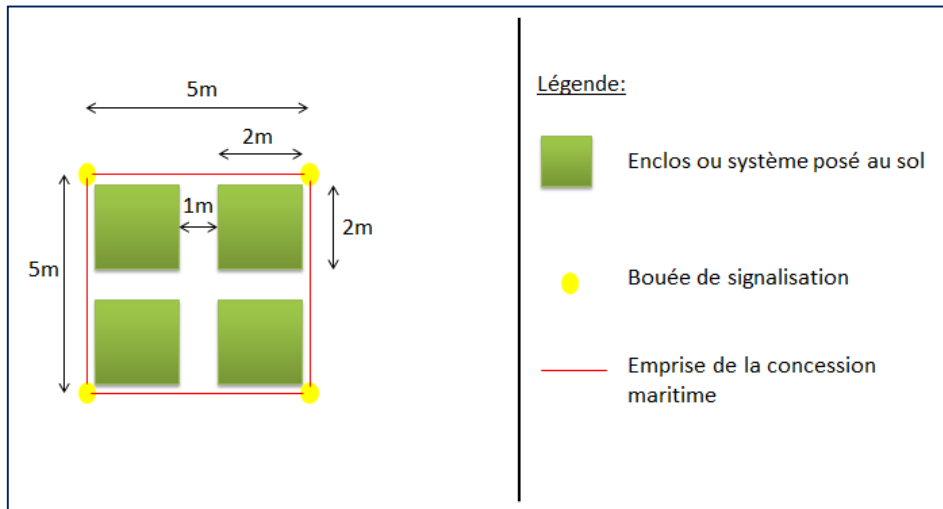 5m
2m
1m
2m
5m
Légende:
Enclos ou système posé au sol
Bouée de signalisation
Emprise de la concession
maritime